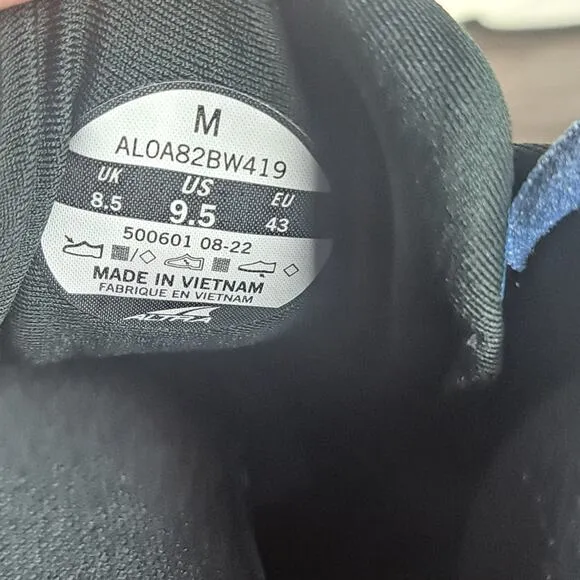 M
AL0A82BW419
UK US EU
8.5 9.5 43
500601 08-22
MADE IN VIETNAM
FABRIQUE EN VIETNAM
ALTRA